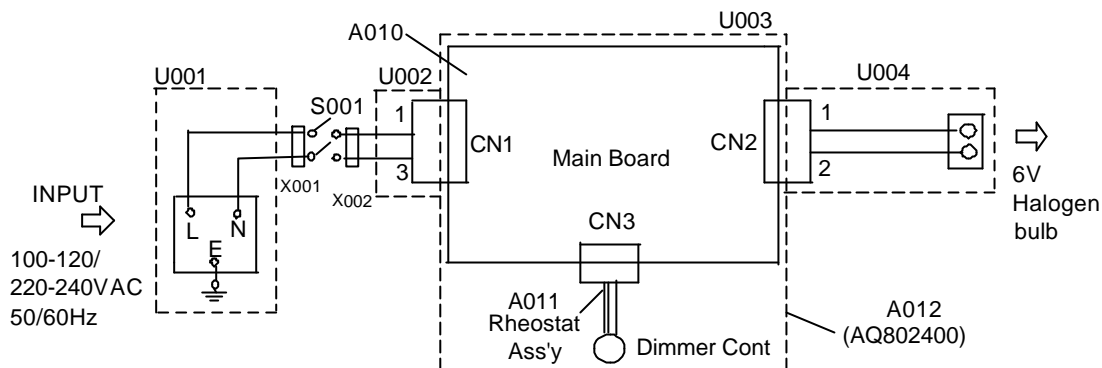 U003
A010
U001
U002
U004
S001
1
1
CN1
CN2
Main Board
3
2
X001
X002
INPUT
L
N
E
6V
Halogen
bulb
CN3
100-120/
220-240VAC
50/60Hz
A011
Rheostat
Ass'y
Dimmer Cont
A012
(AQ802400)